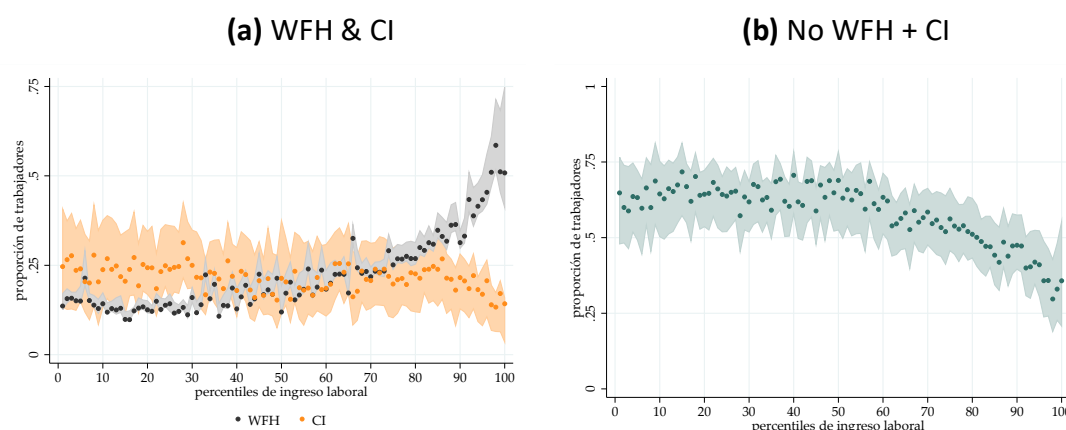 (a) WFH & CI
proporción de trabajadores
.75
.5
.25
0
0 10 20 30 40 50 60 70 80 90 100
percentiles de ingreso laboral
WFH CI
(b) No WFH + CI
proporción de trabajadores
1
.75
.5
.25
0
0 10 20 30 40 50 60 70 80 90 100
percentiles de ingreso laboral